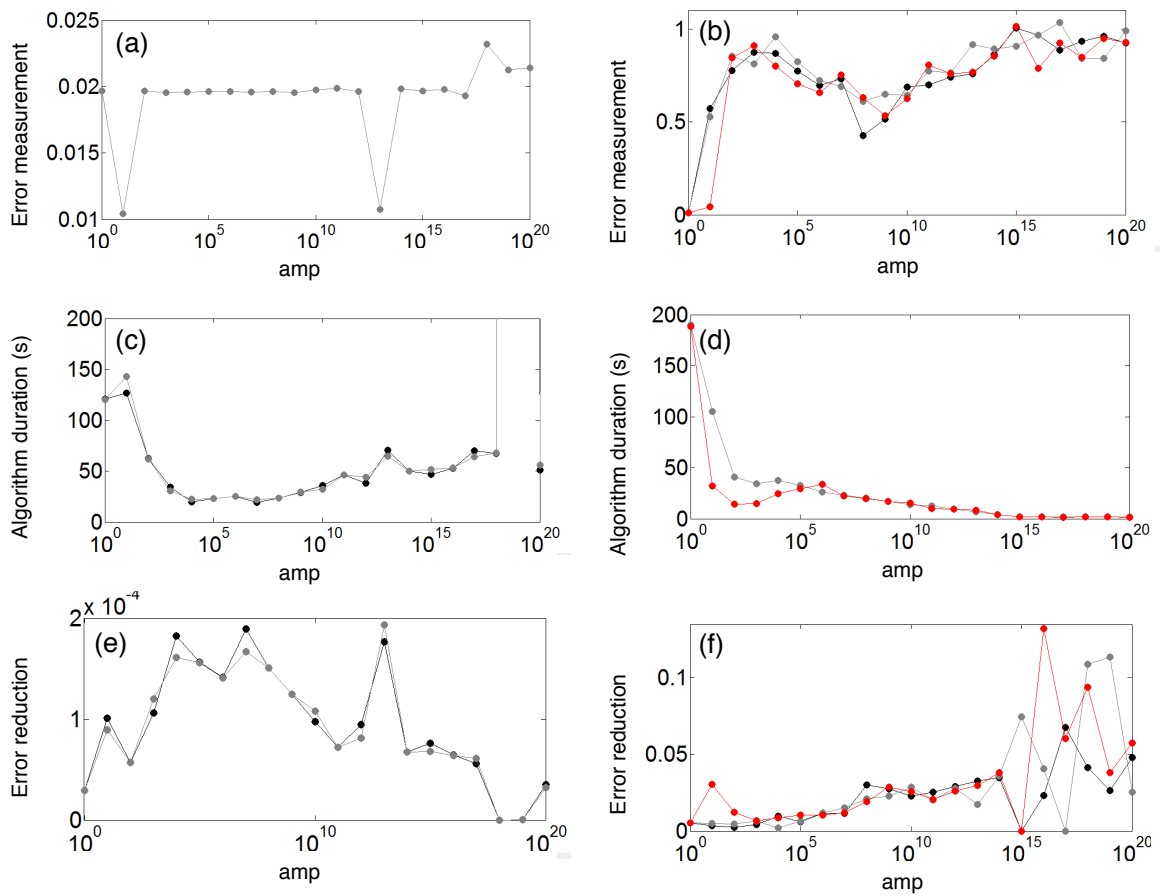 (a)
Error measurement
0.025
0.02
0.015
0.01
10^0
10^5
10^10
10^15
10^20
amp
(b)
Error measurement
1
0.5
0
10^0
10^5
10^10
10^15
10^20
amp
(c)
Algorithm duration (s)
200
150
100
50
0
10^0
10^5
10^10
10^15
10^20
amp
(d)
Algorithm duration (s)
200
150
100
50
0
10^0
10^5
10^10
10^15
10^20
amp
(e)
Error reduction
2 x 10^-4
1
0
10^0
10^10
10^20
amp
(f)
Error reduction
0.1
0.05
0
10^0
10^5
10^10
10^15
10^20
amp